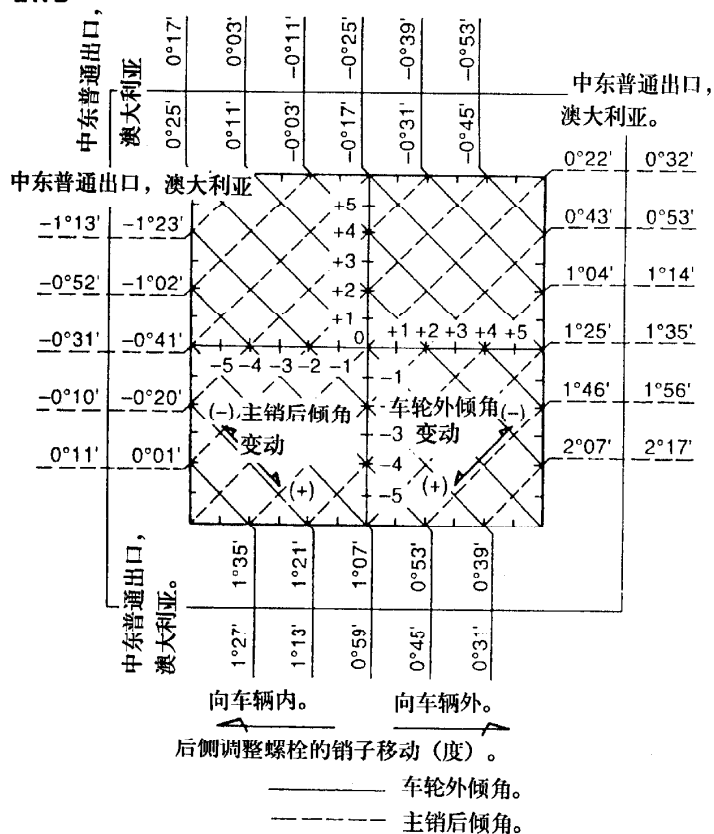 中东普通出口，
澳大利亚
0°17' 0°03' -0°11' -0°25' -0°39' -0°53'
0°25' 0°11' -0°03' -0°17' -0°31' -0°45'
中东普通出口，
澳大利亚。
中东普通出口，澳大利亚
0°22' 0°32'
-1°13' -1°23'
0°43' 0°53'
-0°52' -1°02'
1°04' 1°14'
-0°31' -0°41'
1°25' 1°35'
-0°10' -0°20'
1°46' 1°56'
0°11' 0°01'
2°07' 2°17'
+5
+4
+3
+2
+1
0
+1 +2 +3 +4 +5
-5 -4 -3 -2 -1
-1
-3
-4
-5
(-) 主销后倾角
变动
(+)
车轮外倾角 (-)
变动
(+)
中东普通出口，
澳大利亚。
1°35' 1°21' 1°07' 0°53' 0°39'
1°27' 1°13' 0°59' 0°45' 0°31'
向车辆内。 向车辆外。
后侧调整螺栓的销子移动（度）。
车轮外倾角。
主销后倾角。